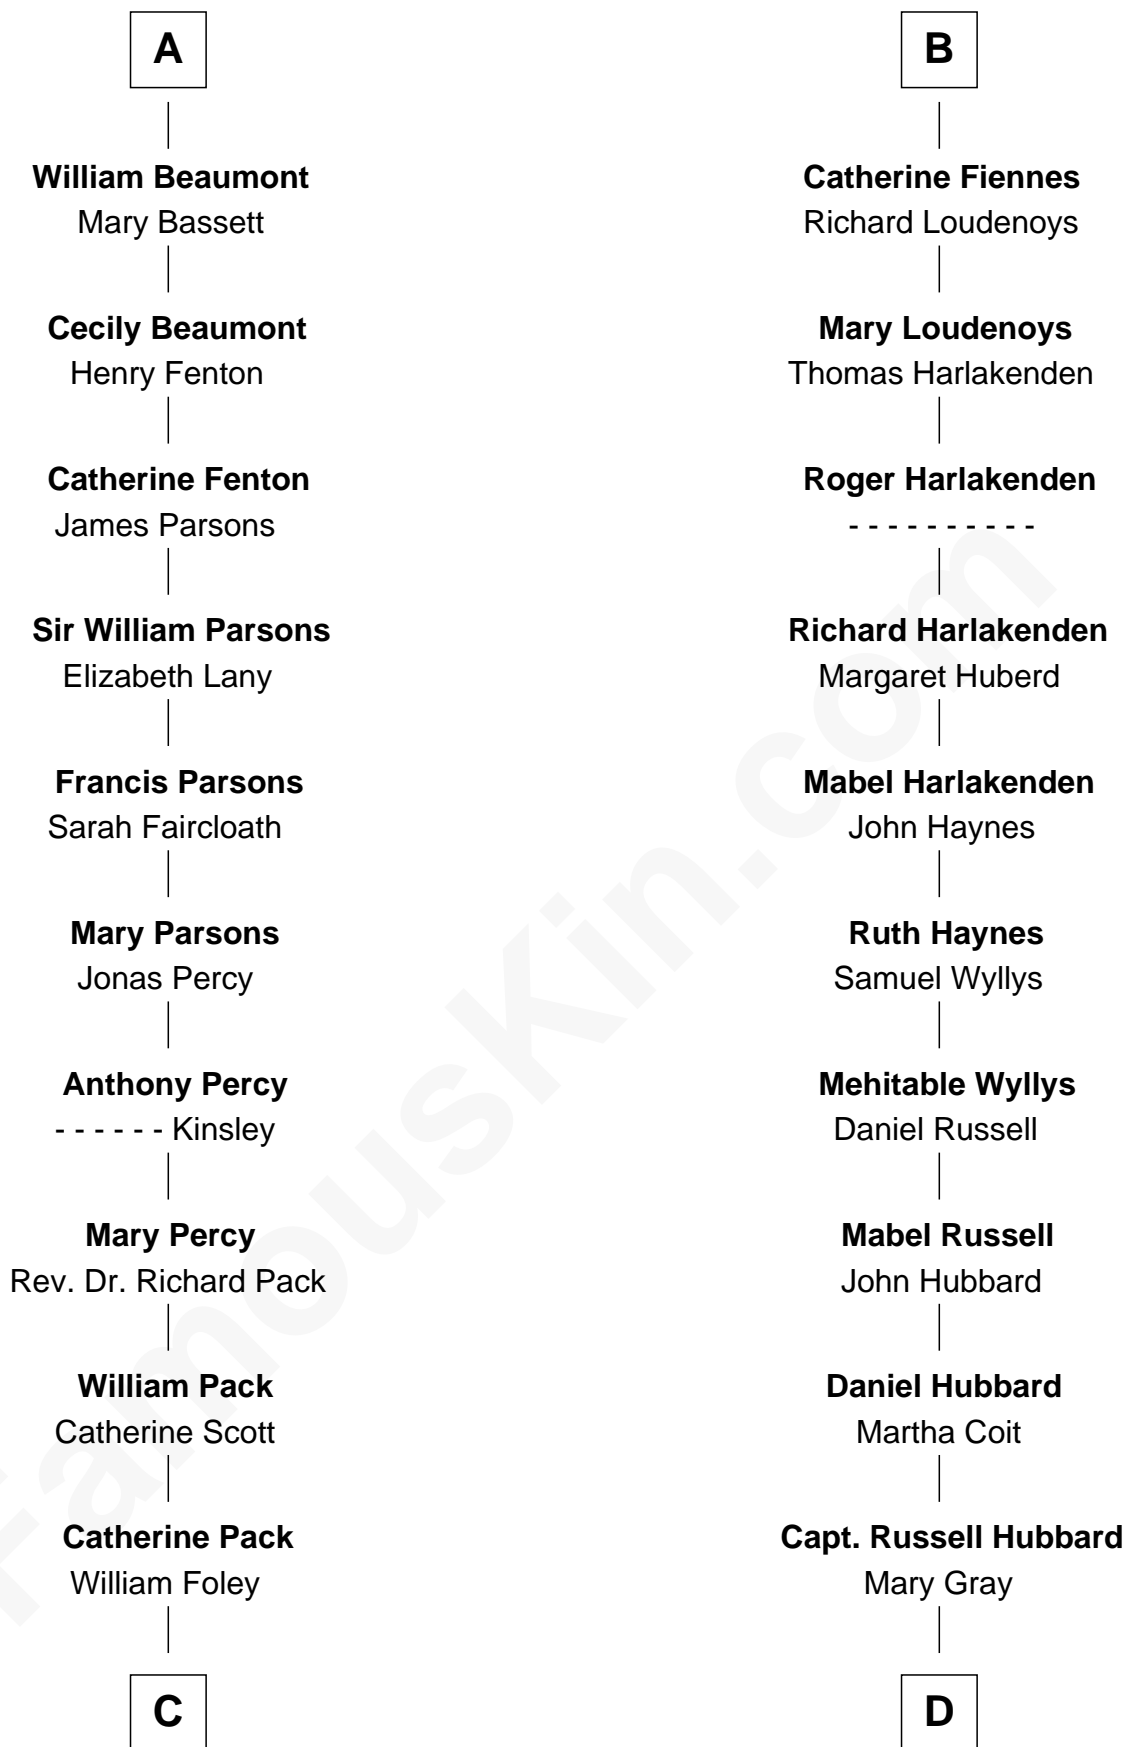 A
William Beaumont
Mary Bassett
Cecily Beaumont
Henry Fenton
Catherine Fenton
James Parsons
Sir William Parsons
Elizabeth Lany
Francis Parsons
Sarah Faircloath
Mary Parsons
Jonas Percy
Anthony Percy
- - - - - - Kinsley
Mary Percy
Rev. Dr. Richard Pack
William Pack
Catherine Scott
Catherine Pack
William Foley
C
B
Catherine Fiennes
Richard Loudenoys
Mary Loudenoys
Thomas Harlakenden
Roger Harlakenden
- - - - - - - - - -
Richard Harlakenden
Margaret Huberd
Mabel Harlakenden
John Haynes
Ruth Haynes
Samuel Wyllys
Mehitable Wyllys
Daniel Russell
Mabel Russell
John Hubbard
Daniel Hubbard
Martha Coit
Capt. Russell Hubbard
Mary Gray
D
FamousKin.com